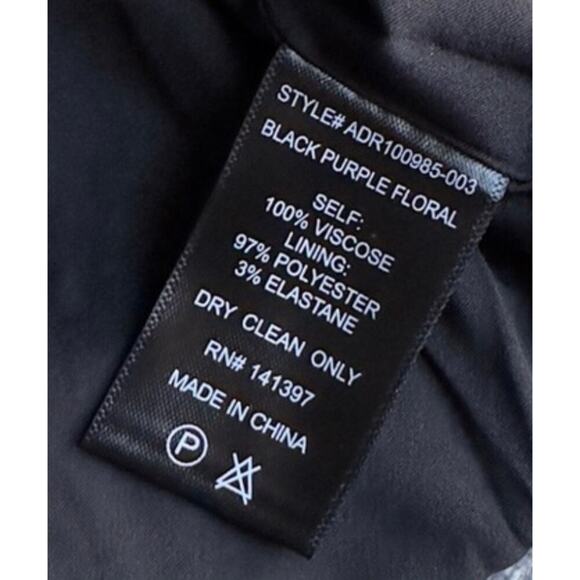 STYLE# ADR100985-003
BLACK PURPLE FLORAL
SELF:
100% VISCOSE
LINING:
97% POLYESTER
3% ELASTANE
DRY CLEAN ONLY
RN# 141397
MADE IN CHINA
P